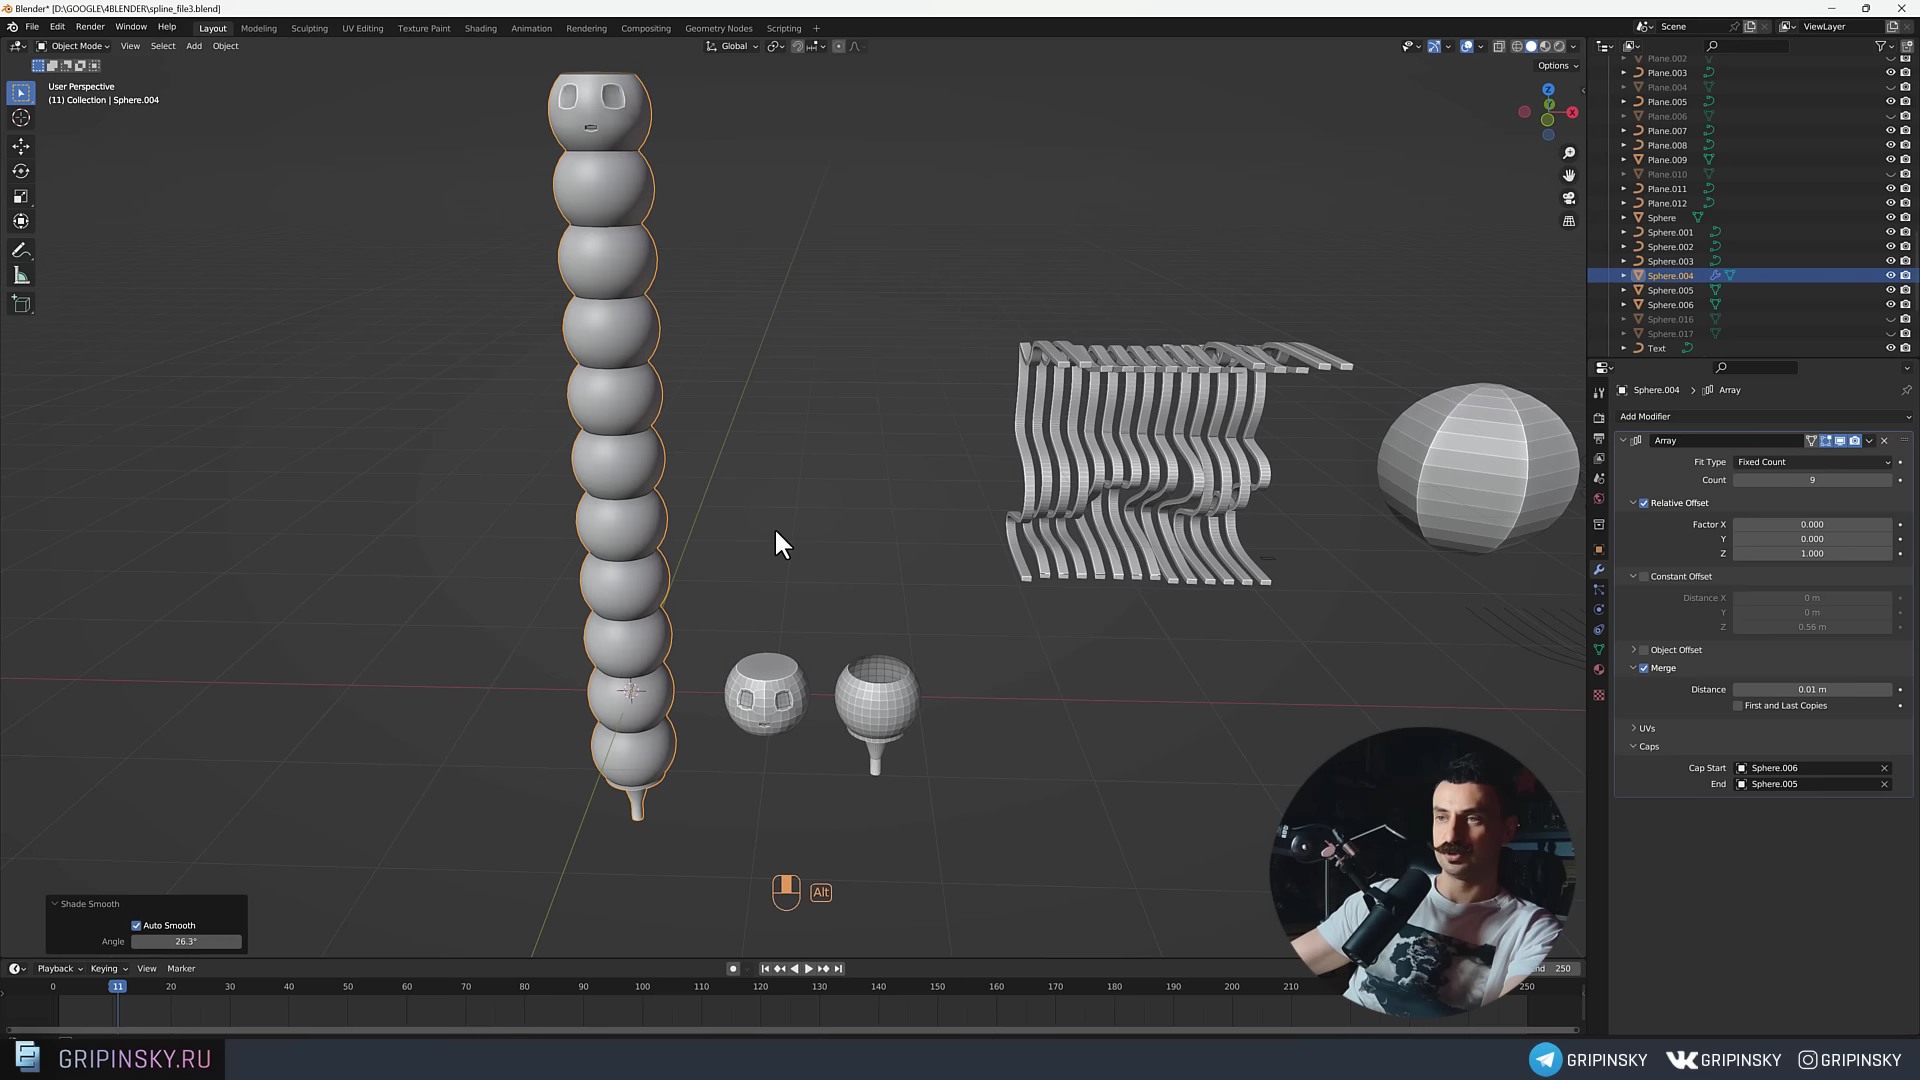 Blender* [D:\GOOGLE\4BLENDER\spline_file3.blend]
File Edit Render Window Help Layout Modeling Sculpting UV Editing Texture Paint Shading Animation Rendering Compositing Geometry Nodes Scripting + Scene ViewLayer
Object Mode View Select Add Object Global
Options
User Perspective
(11) Collection | Sphere.004
Z
Y
X
Plane.002
Plane.003
Plane.004
Plane.005
Plane.006
Plane.007
Plane.008
Plane.009
Plane.010
Plane.011
Plane.012
Sphere
Sphere.001
Sphere.002
Sphere.003
Sphere.004
Sphere.005
Sphere.006
Sphere.016
Sphere.017
Text
Sphere.004 > Array
Add Modifier
Array
Fit Type Fixed Count
Count 9
Relative Offset
Factor X 0.000
Y 0.000
Z 1.000
Constant Offset
Distance X 0 m
Y 0 m
Z 0.56 m
Object Offset
Merge
Distance 0.01 m
First and Last Copies
UVs
Caps
Cap Start Sphere.006
End Sphere.005
Alt
Shade Smooth
Auto Smooth
Angle 26.3°
Playback Keying View Marker
nd 250
0 11 20 30 40 50 60 70 80 90 100 110 120 130 140 150 160 170 180 190 200 210 250
GRIPINSKY.RU
GRIPINSKY GRIPINSKY GRIPINSKY